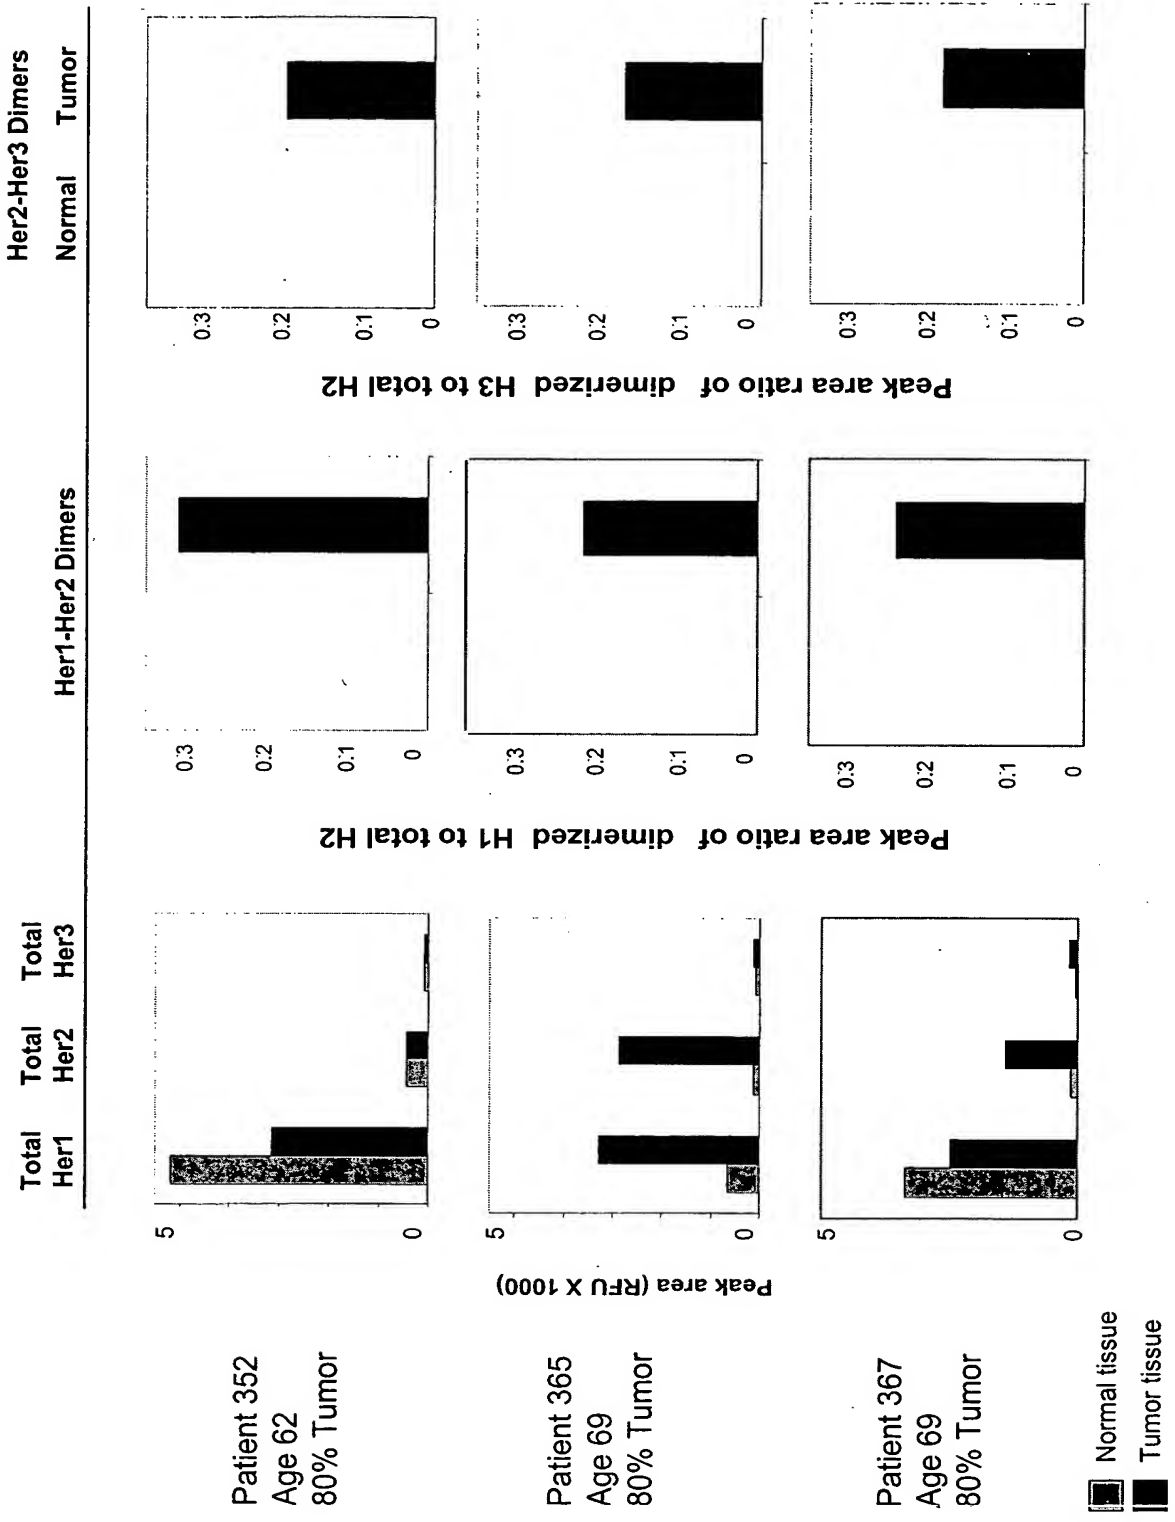 Total Her1
Total Her2
Total Her3
Her1-Her2 Dimers
Her2-Her3 Dimers
Normal Tumor
Patient 352
Age 62
80% Tumor
5
0
0.3
0.2
0.1
0
0.3
0.2
0.1
0
Patient 365
Age 69
80% Tumor
Peak area (RFU X 1000)
5
0
Peak area ratio of dimerized H1 to total H2
0.3
0.2
0.1
0
Peak area ratio of dimerized H3 to total H2
0.3
0.2
0.1
0
Patient 367
Age 69
80% Tumor
5
0
0.3
0.2
0.1
0
0.3
0.2
0.1
0
Normal tissue
Tumor tissue